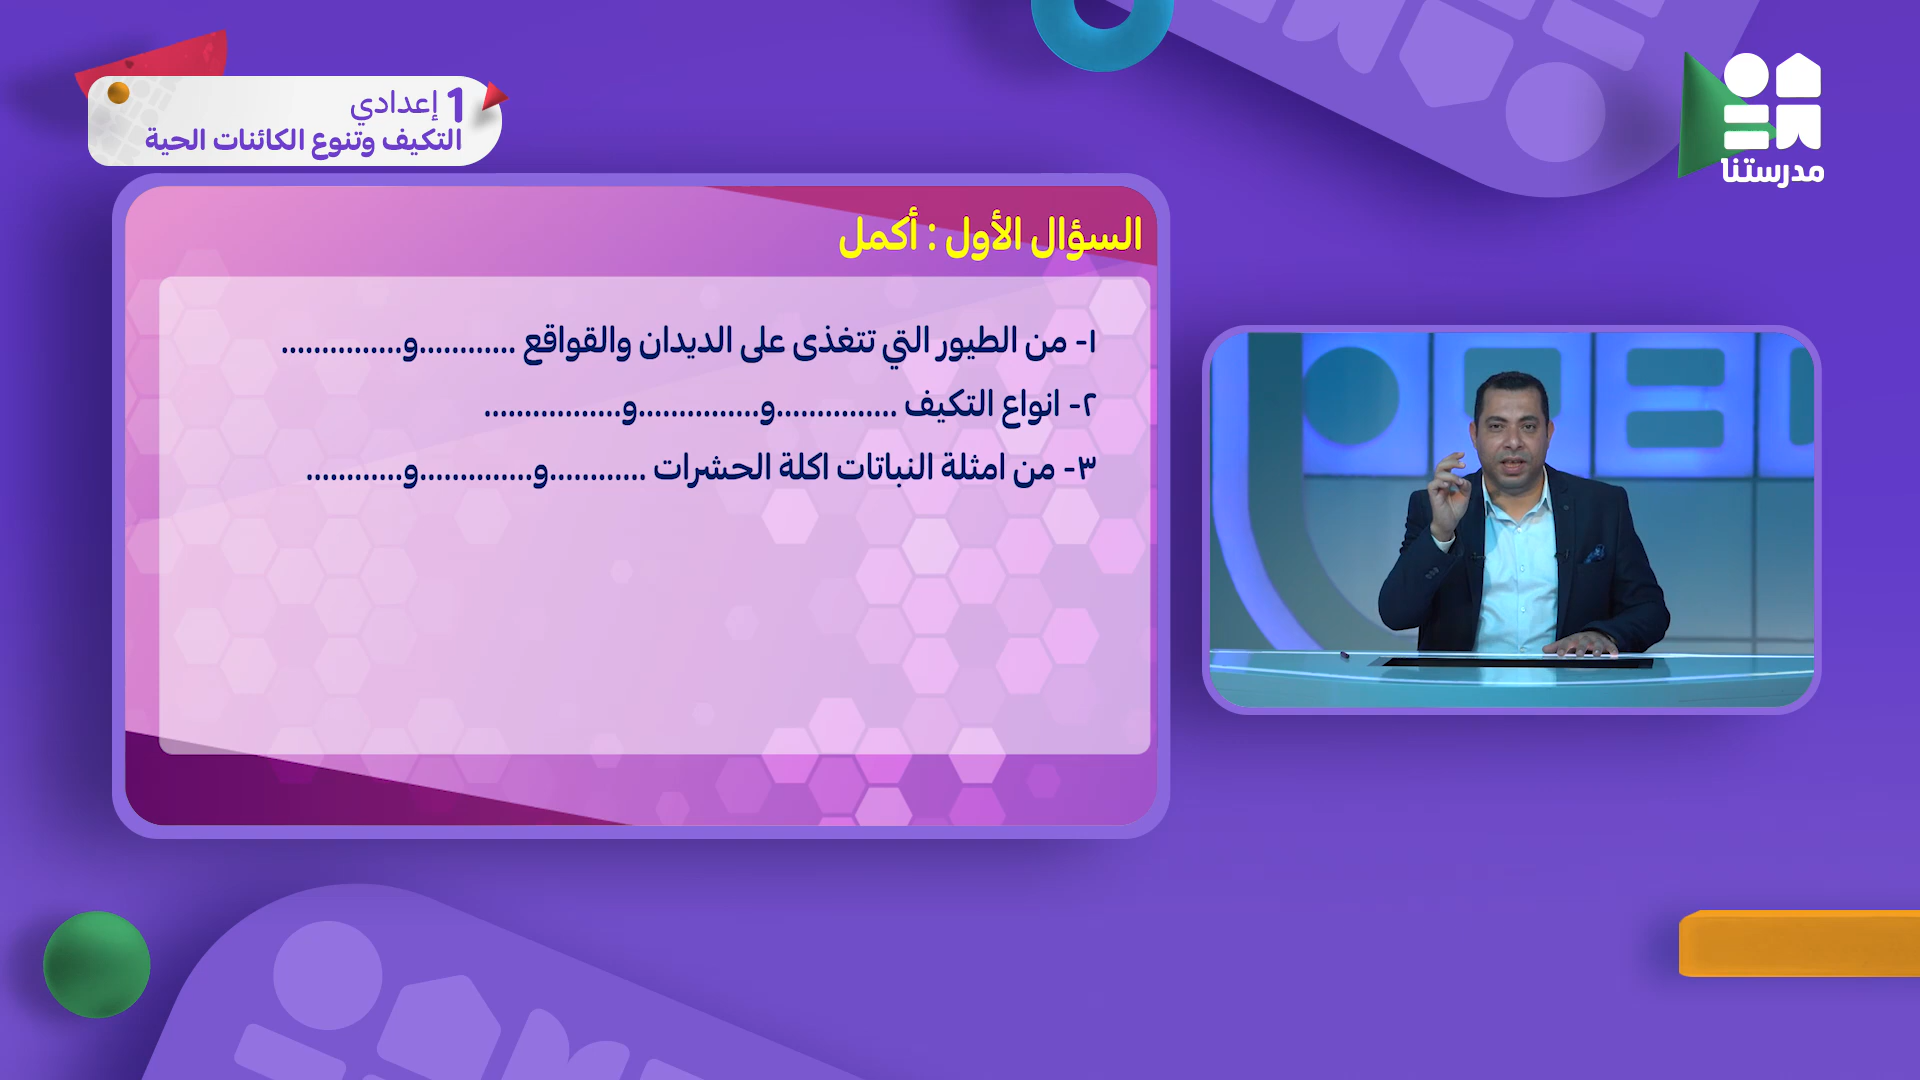 1 إعدادي
التكيف وتنوع الكائنات الحية
مدرستنا
السؤال الأول : أكمل
١- من الطيور التي تتغذى على الديدان والقواقع ............و...............
٢- انواع التكيف ...............و...............و.................
٣- من امثلة النباتات اكلة الحشرات ............و..............و............